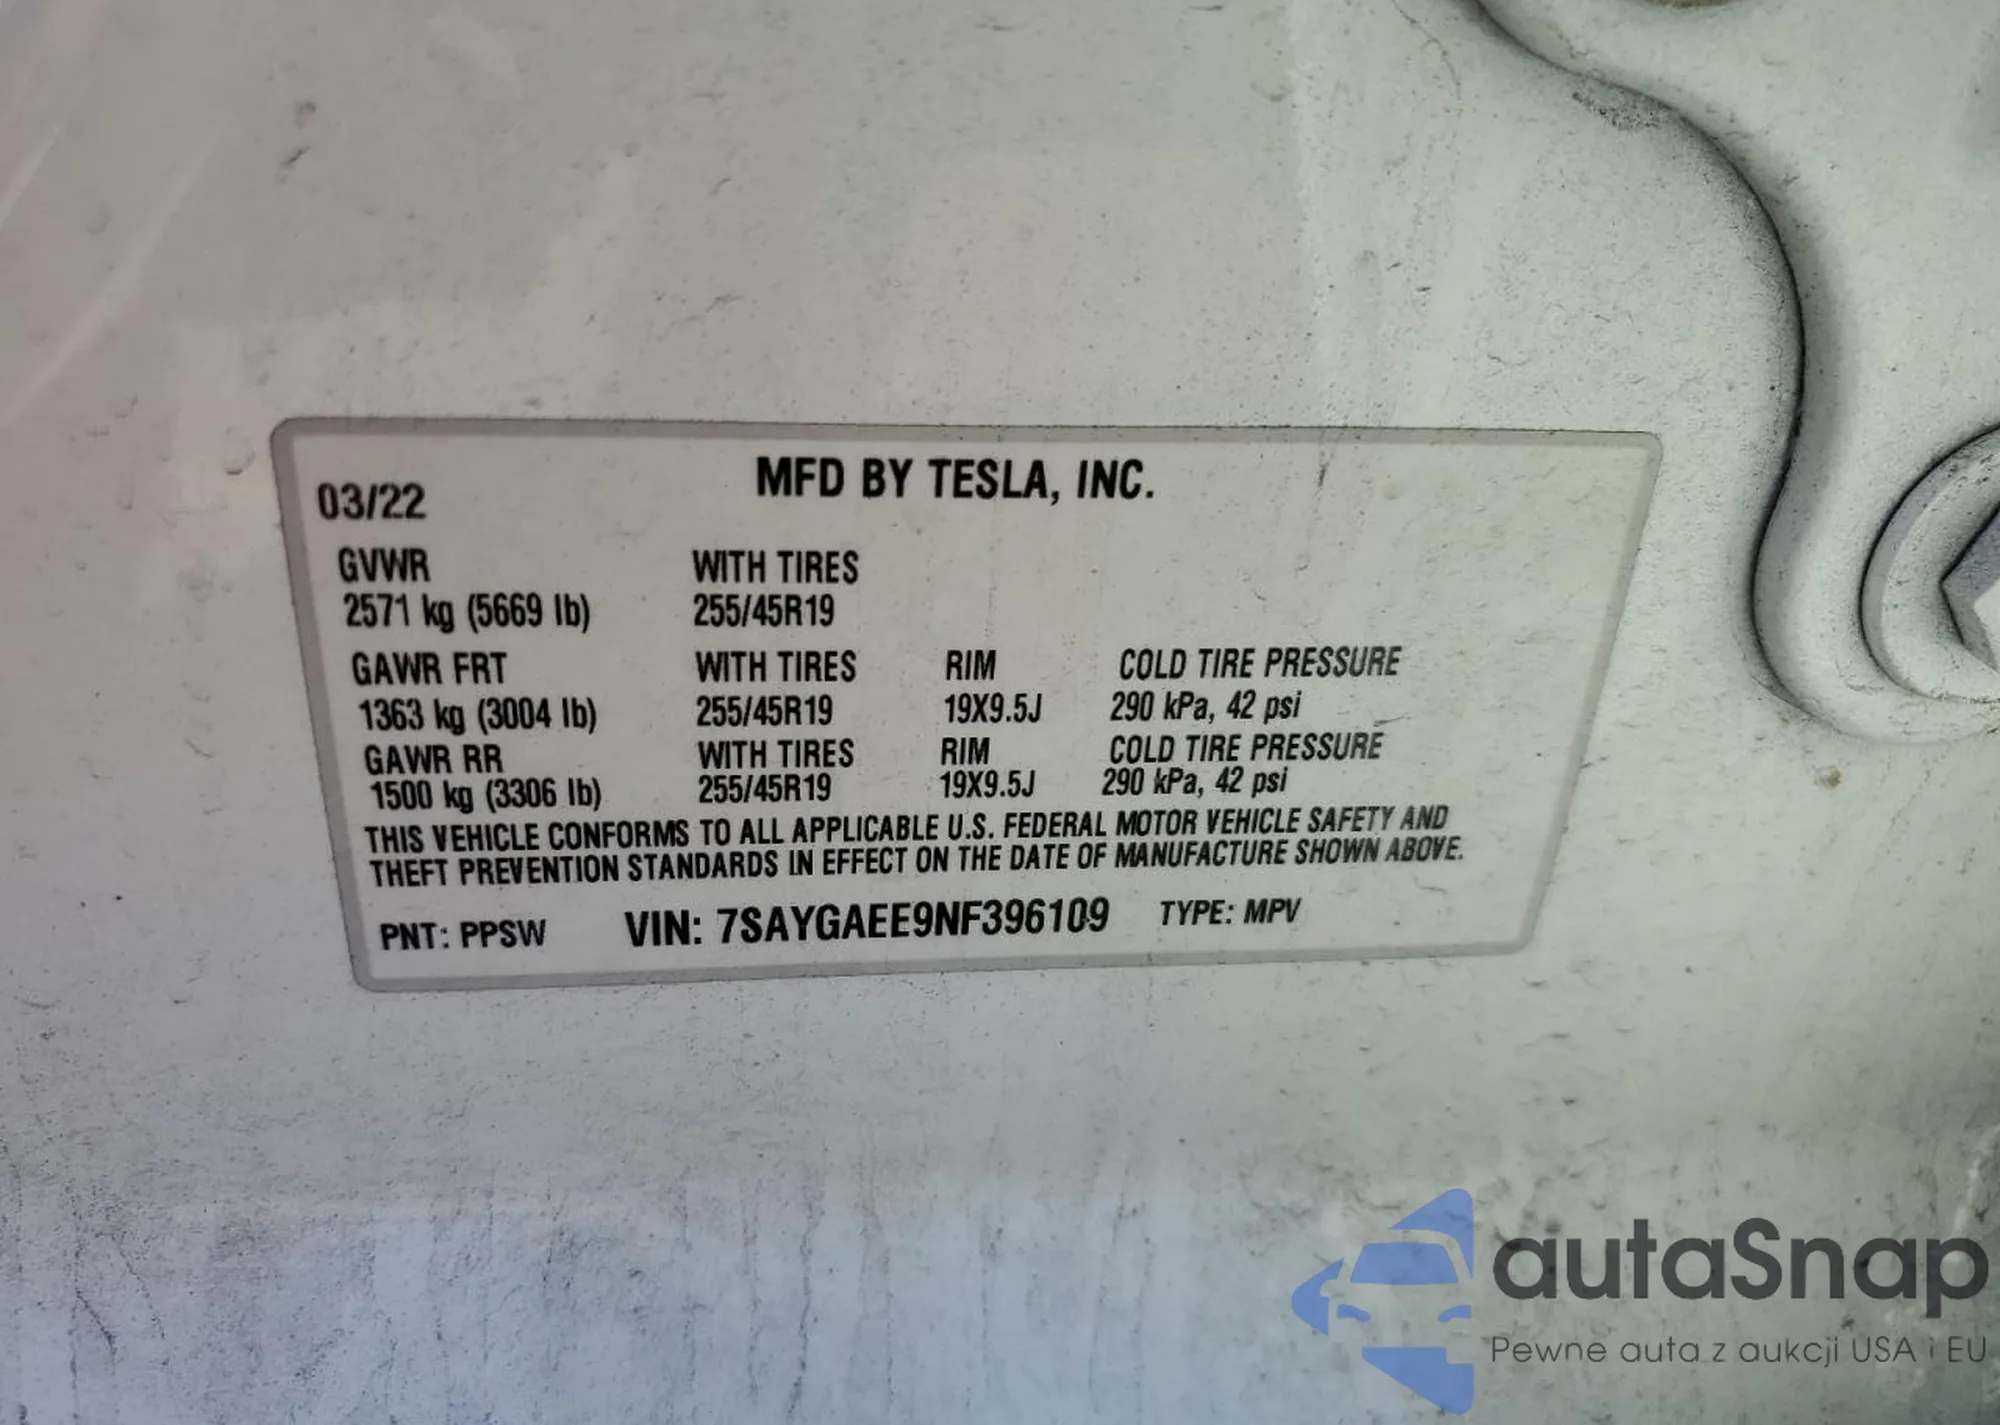 MFD BY TESLA, INC.
03/22
GVWR WITH TIRES
2571 kg (5669 lb) 255/45R19
GAWR FRT WITH TIRES RIM COLD TIRE PRESSURE
1363 kg (3004 lb) 255/45R19 19X9.5J 290 kPa, 42 psi
GAWR RR WITH TIRES RIM COLD TIRE PRESSURE
1500 kg (3306 lb) 255/45R19 19X9.5J 290 kPa, 42 psi
THIS VEHICLE CONFORMS TO ALL APPLICABLE U.S. FEDERAL MOTOR VEHICLE SAFETY AND
THEFT PREVENTION STANDARDS IN EFFECT ON THE DATE OF MANUFACTURE SHOWN ABOVE.
PNT: PPSW VIN: 7SAYGAEE9NF396109 TYPE: MPV
autaSnap
Pewne auta z aukcji USA i EU